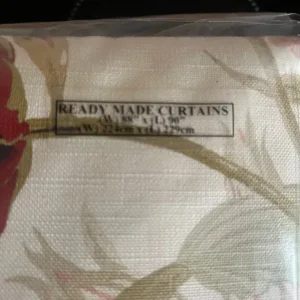 READY MADE CURTAINS
(W) 88" x (L) 90"
(W) 224cm x (L) 229cm